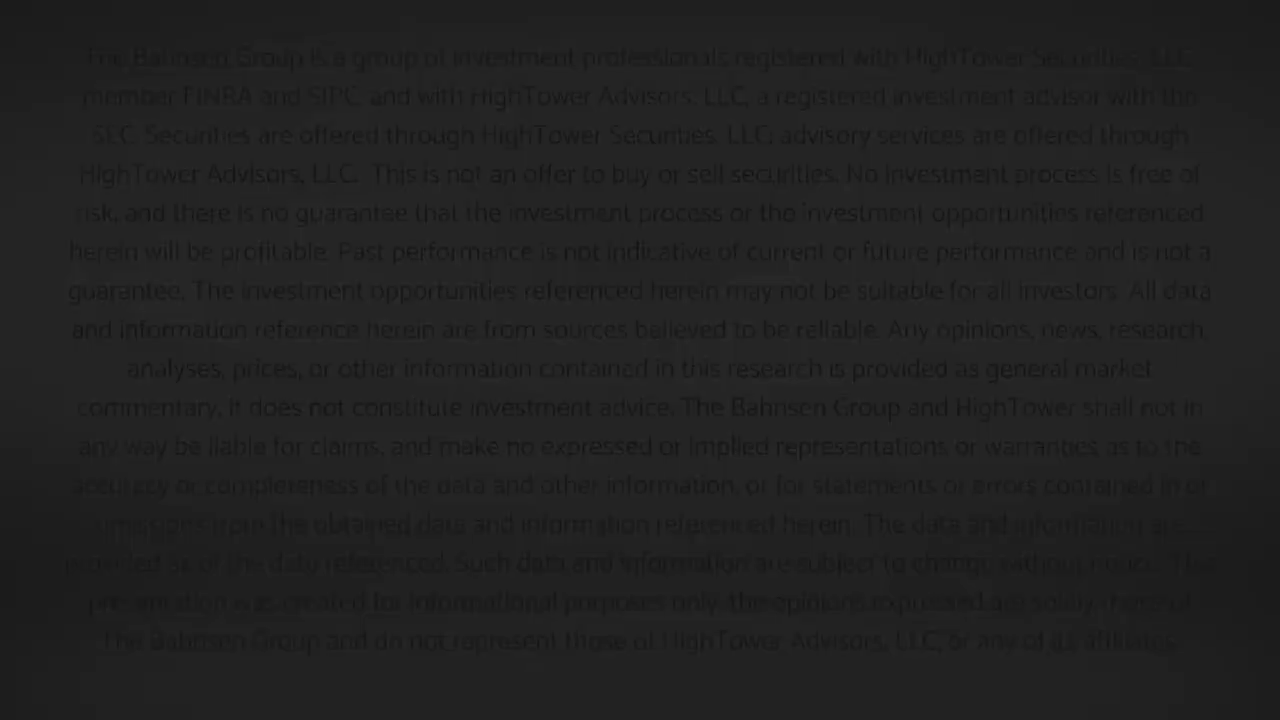 The Bahnsen Group is a group of investment professionals registered with HighTower Securities, LLC,
member FINRA and SIPC, and with HighTower Advisors, LLC, a registered investment advisor with the
SEC. Securities are offered through HighTower Securities, LLC; advisory services are offered through
HighTower Advisors, LLC. This is not an offer to buy or sell securities. No investment process is free of
risk, and there is no guarantee that the investment process or the investment opportunities referenced
herein will be profitable. Past performance is not indicative of current or future performance and is not a
guarantee. The investment opportunities referenced herein may not be suitable for all investors. All data
and information reference herein are from sources believed to be reliable. Any opinions, news, research,
analyses, prices, or other information contained in this research is provided as general market
commentary, it does not constitute investment advice. The Bahnsen Group and HighTower shall not in
any way be liable for claims, and make no expressed or implied representations or warranties as to the
accuracy or completeness of the data and other information, or for statements or errors contained in or
omissions from the obtained data and information referenced herein. The data and information are
provided as of the date referenced. Such data and information are subject to change without notice. This
presentation was created for informational purposes only; the opinions expressed are solely those of
The Bahnsen Group and do not represent those of HighTower Advisors, LLC, or any of its affiliates.